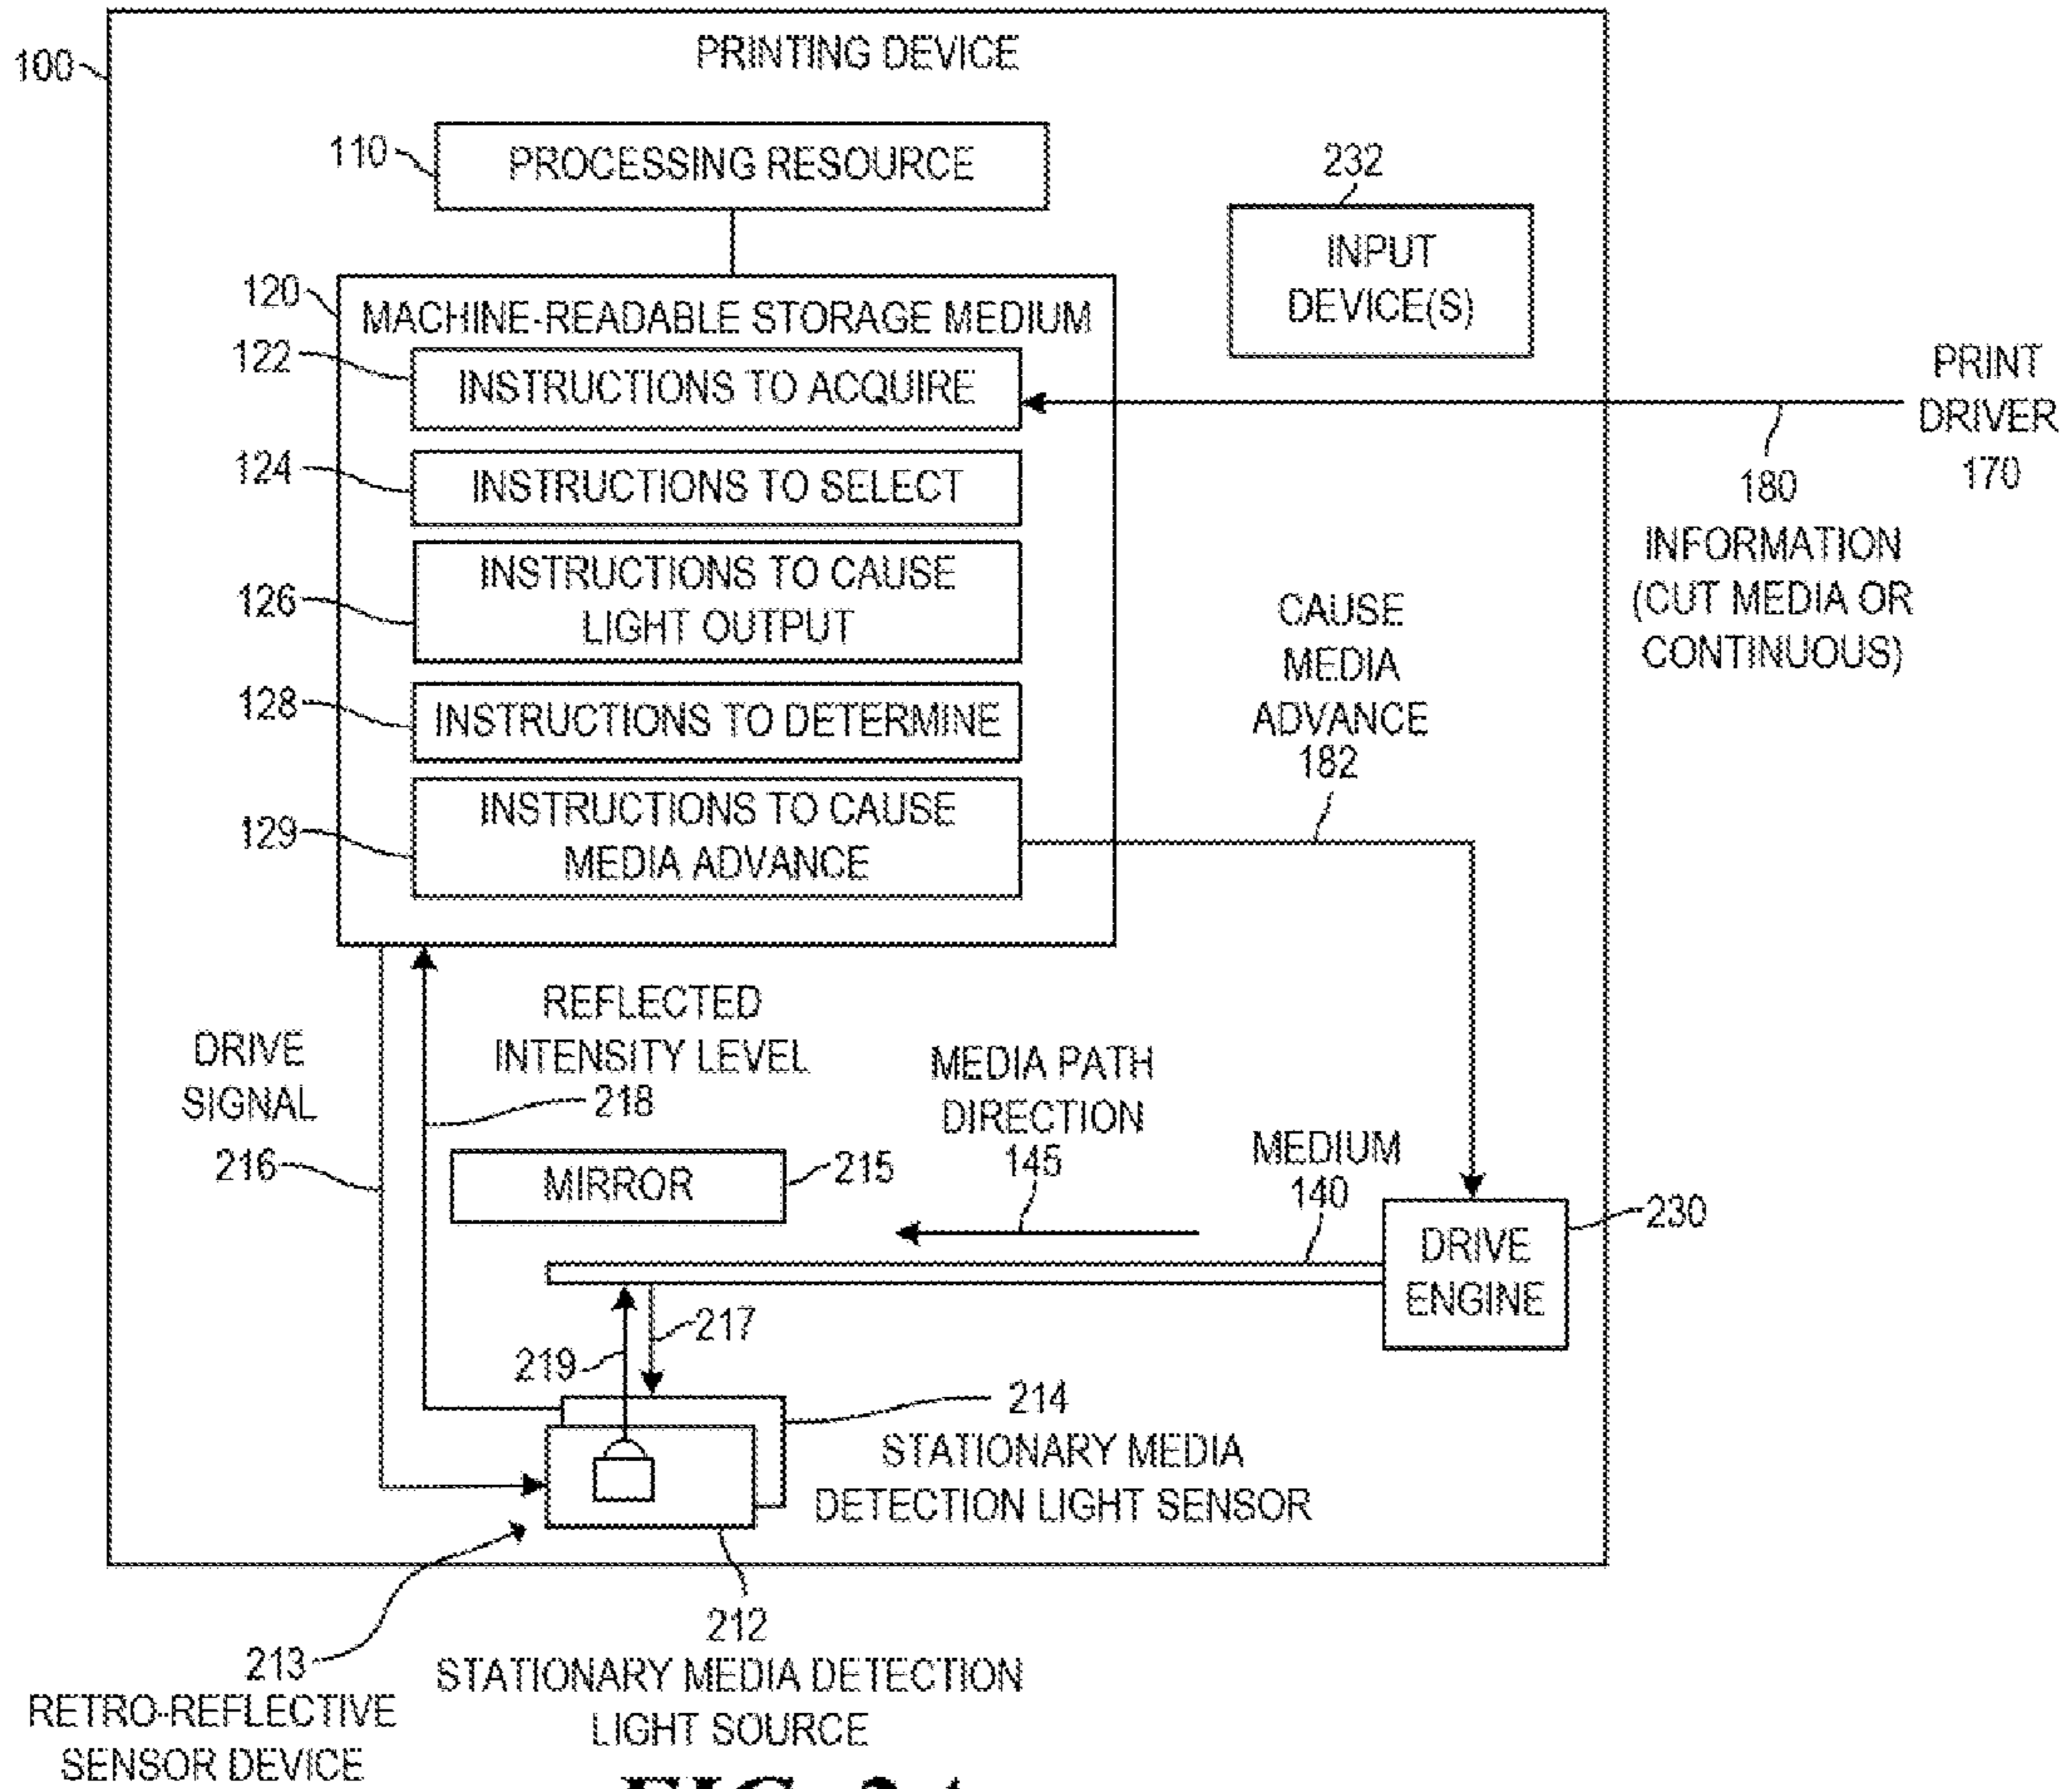 PRINTING DEVICE
100
110
PROCESSING RESOURCE
232
INPUT
DEVICE(S)
120
MACHINE-READABLE STORAGE MEDIUM
122
INSTRUCTIONS TO ACQUIRE
124
INSTRUCTIONS TO SELECT
126
INSTRUCTIONS TO CAUSE
LIGHT OUTPUT
128
INSTRUCTIONS TO DETERMINE
129
INSTRUCTIONS TO CAUSE
MEDIA ADVANCE
PRINT
DRIVER
170
180
INFORMATION
(CUT MEDIA OR
CONTINUOUS)
CAUSE
MEDIA
ADVANCE
182
DRIVE
SIGNAL
216
REFLECTED
INTENSITY LEVEL
218
MIRROR
215
MEDIA PATH
DIRECTION
145
MEDIUM
140
DRIVE
ENGINE
230
217
219
214
STATIONARY MEDIA
DETECTION LIGHT SENSOR
212
STATIONARY MEDIA DETECTION
LIGHT SOURCE
213
RETRO-REFLECTIVE
SENSOR DEVICE